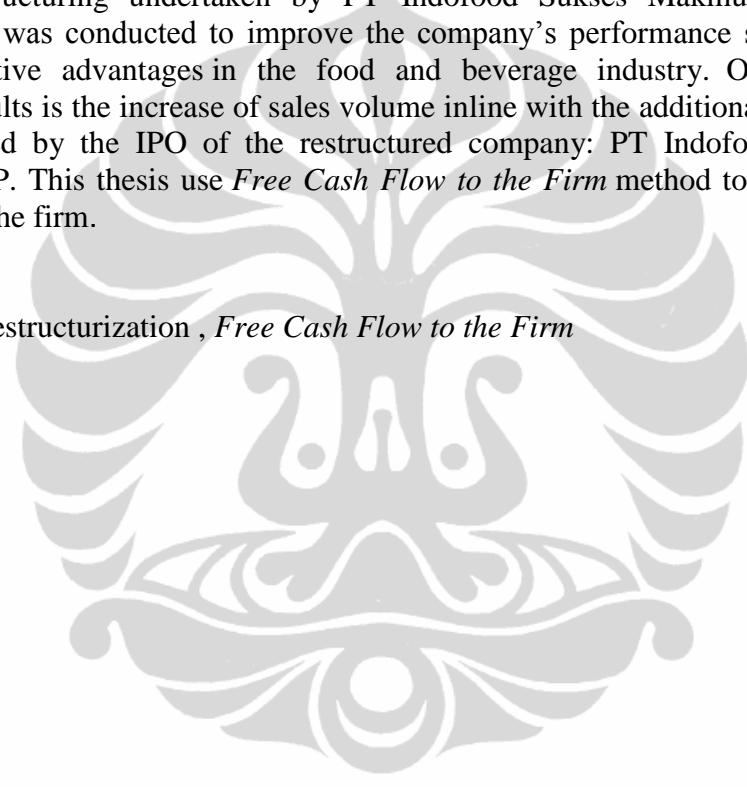 ucturing undertaken by PT Indofood Sukses Makmur
was conducted to improve the company's performance s
tive advantages in the food and beverage industry. O
ults is the increase of sales volume inline with the additiona
d by the IPO of the restructured company: PT Indofo
P. This thesis use Free Cash Flow to the Firm method to
he firm.
estructurization , Free Cash Flow to the Firm